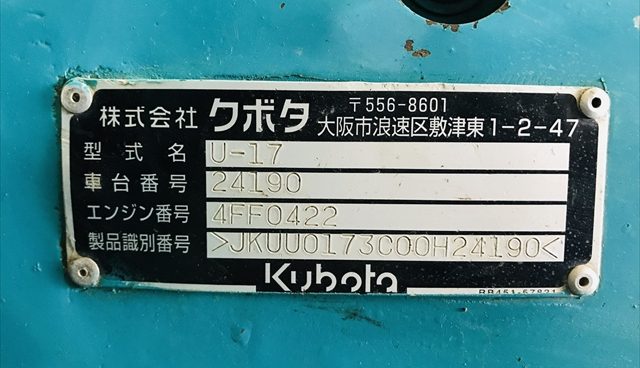 株式会社 クボタ 〒556-8601
大阪市浪速区敷津東1-2-47
型式名 U-17
車台番号 24190
エンジン番号 4FF0422
製品識別番号 >JKUU0173C00H24190<
Kubota